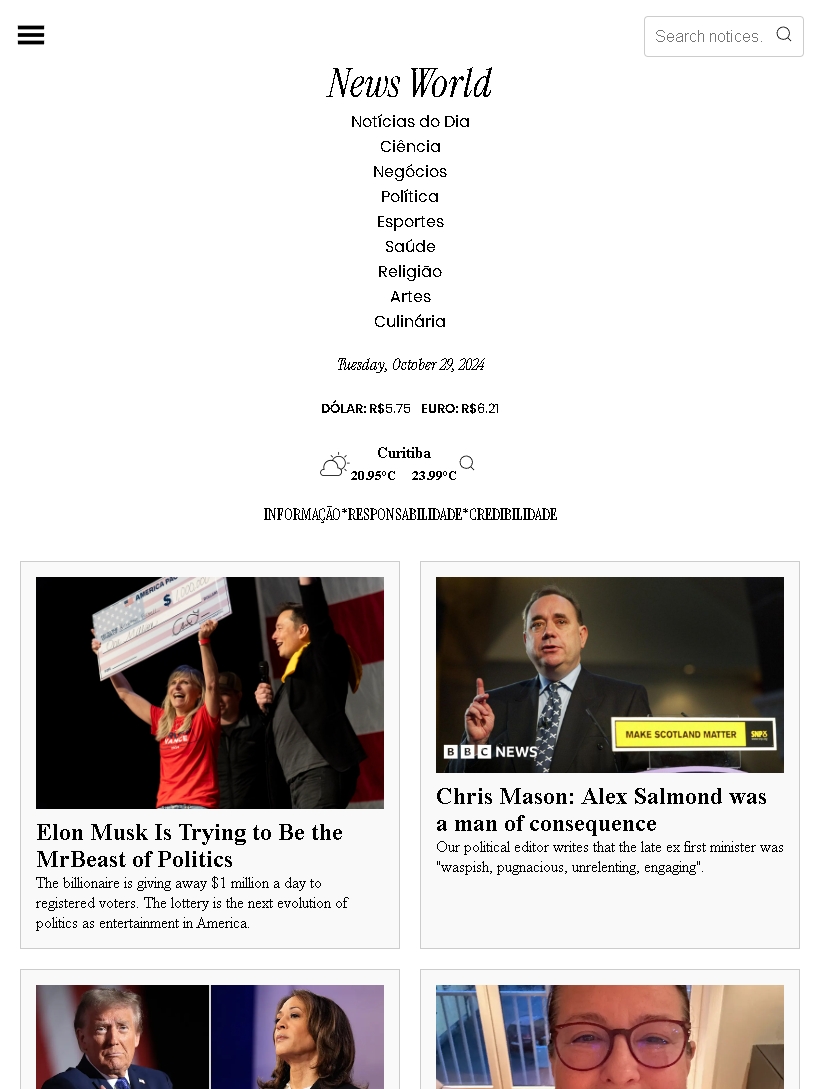 Search notices.
News World
Notícias do Dia
Ciência
Negócios
Política
Esportes
Saúde
Religião
Artes
Culinária
Tuesday, October 29, 2024
DÓLAR: R$5.75 EURO: R$6.21
Curitiba
20.95°C 23.99°C
INFORMAÇÃO*RESPONSABILIDADE*CREDIBILIDADE
AMERICA PAC
$
MAKE SCOTLAND MATTER
SNP
BBC NEWS
Elon Musk Is Trying to Be the
MrBeast of Politics
The billionaire is giving away $1 million a day to
registered voters. The lottery is the next evolution of
politics as entertainment in America.
Chris Mason: Alex Salmond was
a man of consequence
Our political editor writes that the late ex first minister was
"waspish, pugnacious, unrelenting, engaging".